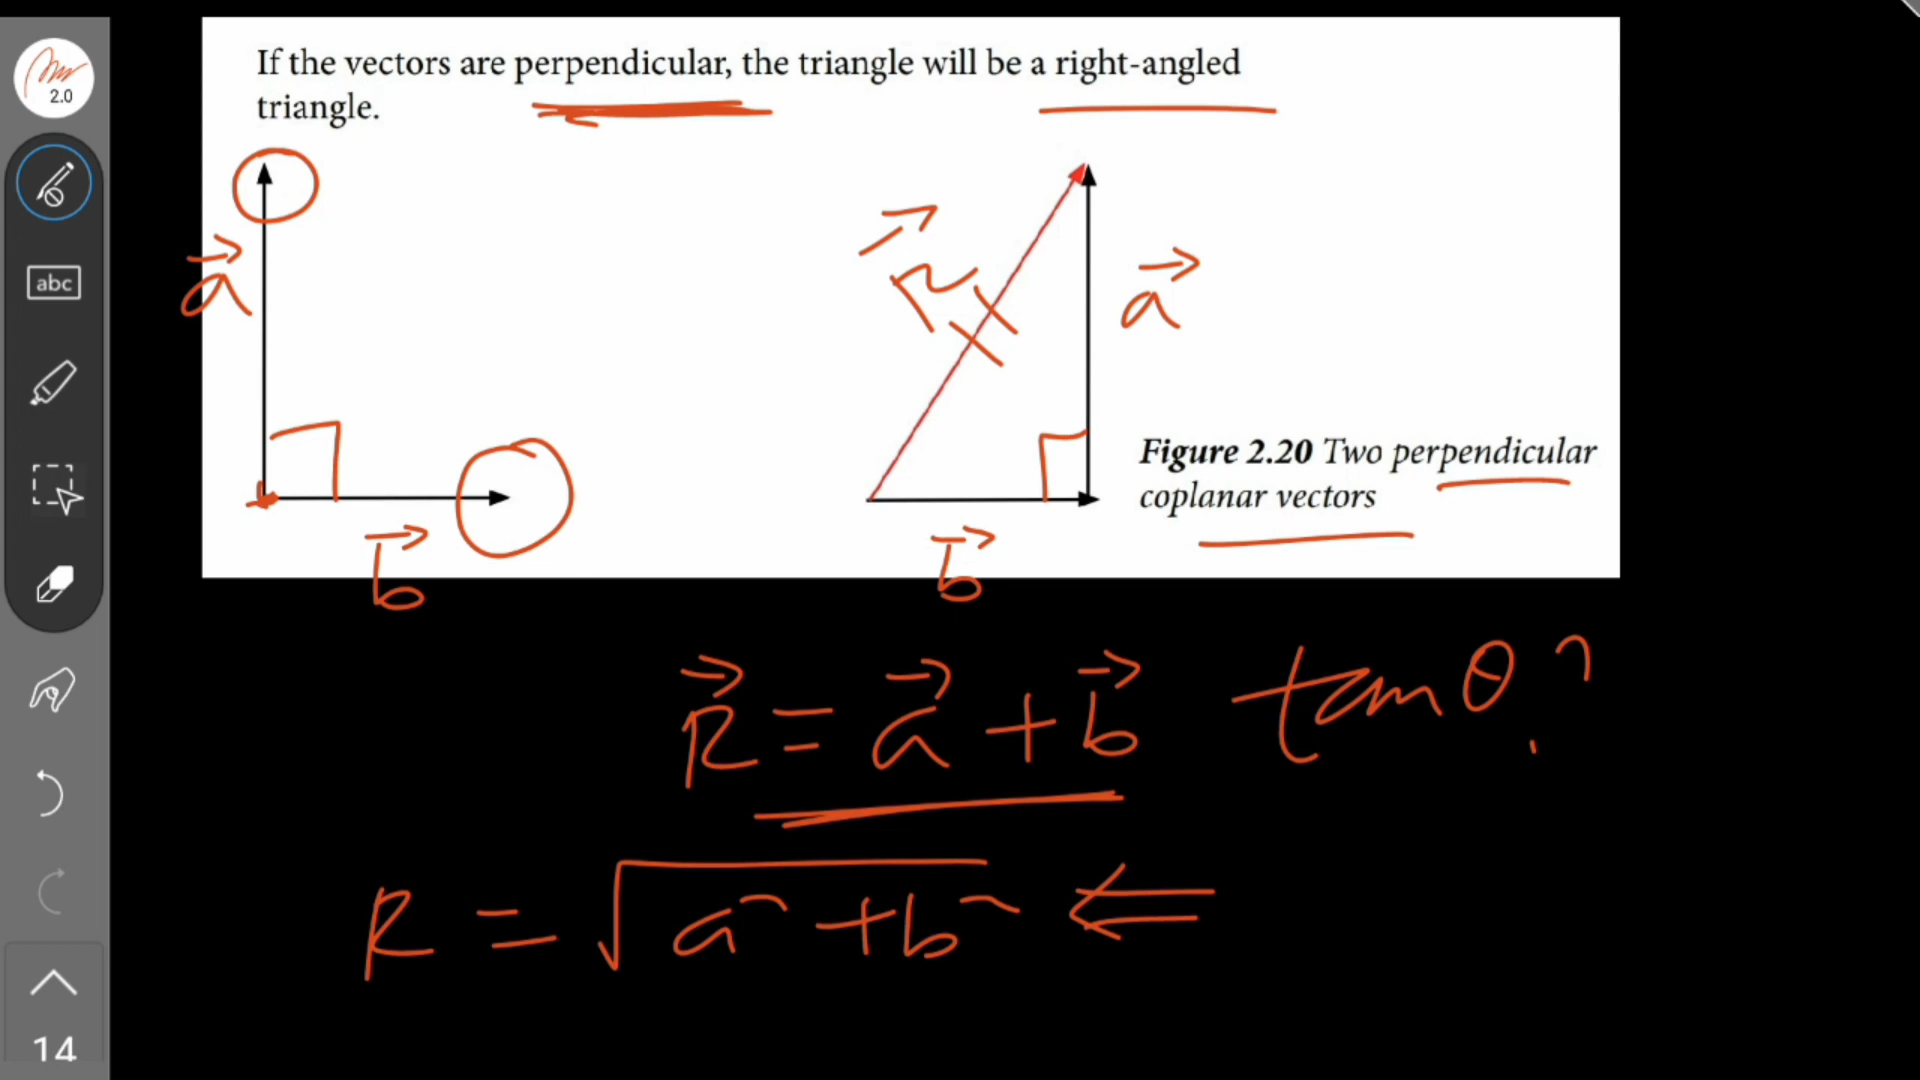 2.0
abc
14
If the vectors are perpendicular, the triangle will be a right-angled
triangle.
a
b
R
a
b
Figure 2.20 Two perpendicular
coplanar vectors
R = a + b tan θ ?
R = √a² + b² ⇐